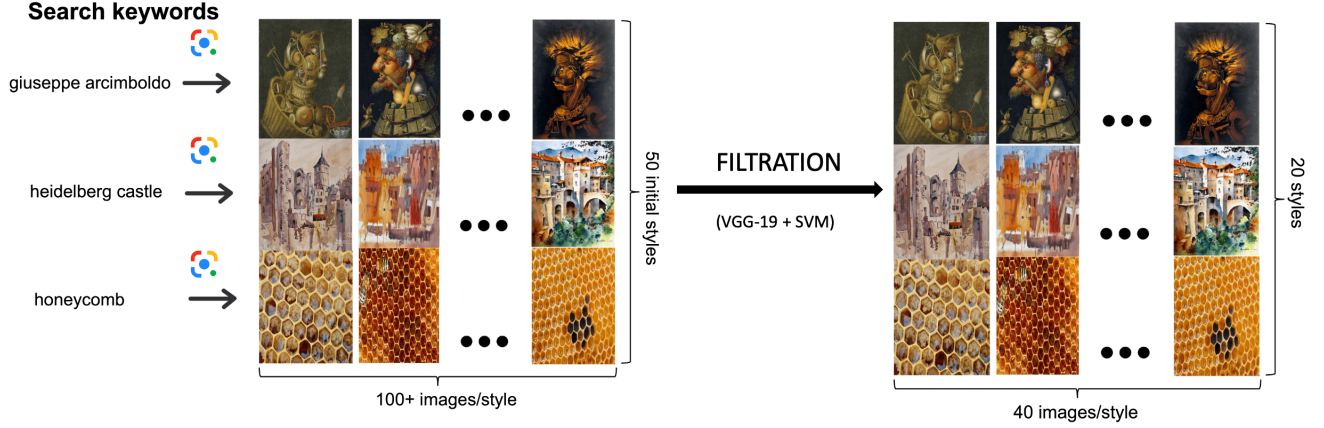 Search keywords
giuseppe arcimboldo
heidelberg castle
honeycomb
50 initial styles
100+ images/style
FILTRATION
(VGG-19 + SVM)
20 styles
40 images/style